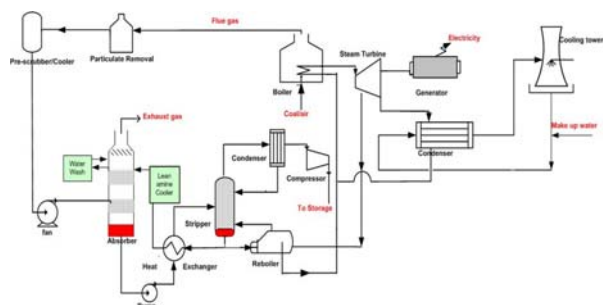 Flue gas
Pre-scrubber/Cooler
Particulate Removal
Boiler
Coal/air
Steam Turbine
Electricity
Generator
Cooling tower
Make up water
Condenser
Exhaust gas
Water
Wash
Lean
amine
Cooler
Condenser
Compressor
To Storage
Stripper
fan
Absorber
Heat
Exchanger
Reboiler